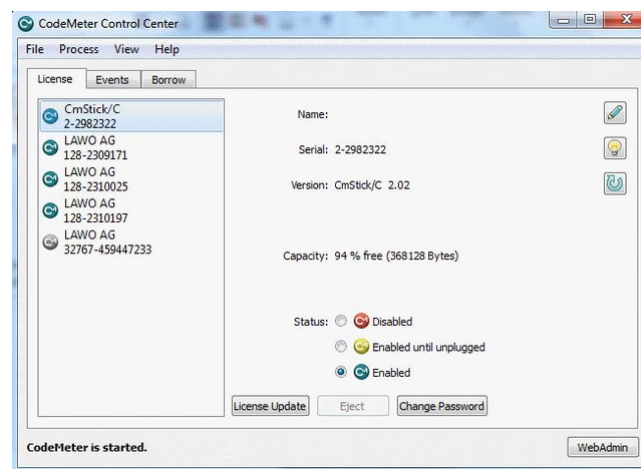 CodeMeter Control Center
File Process View Help
License Events Borrow
CmStick/C
2-2982322
LAWO AG
128-2309171
LAWO AG
128-2310025
LAWO AG
128-2310197
LAWO AG
32767-459447233
Name:
Serial: 2-2982322
Version: CmStick/C 2.02
Capacity: 94 % free (368128 Bytes)
Status: Disabled
Enabled until unplugged
Enabled
License Update Eject Change Password
CodeMeter is started. WebAdmin